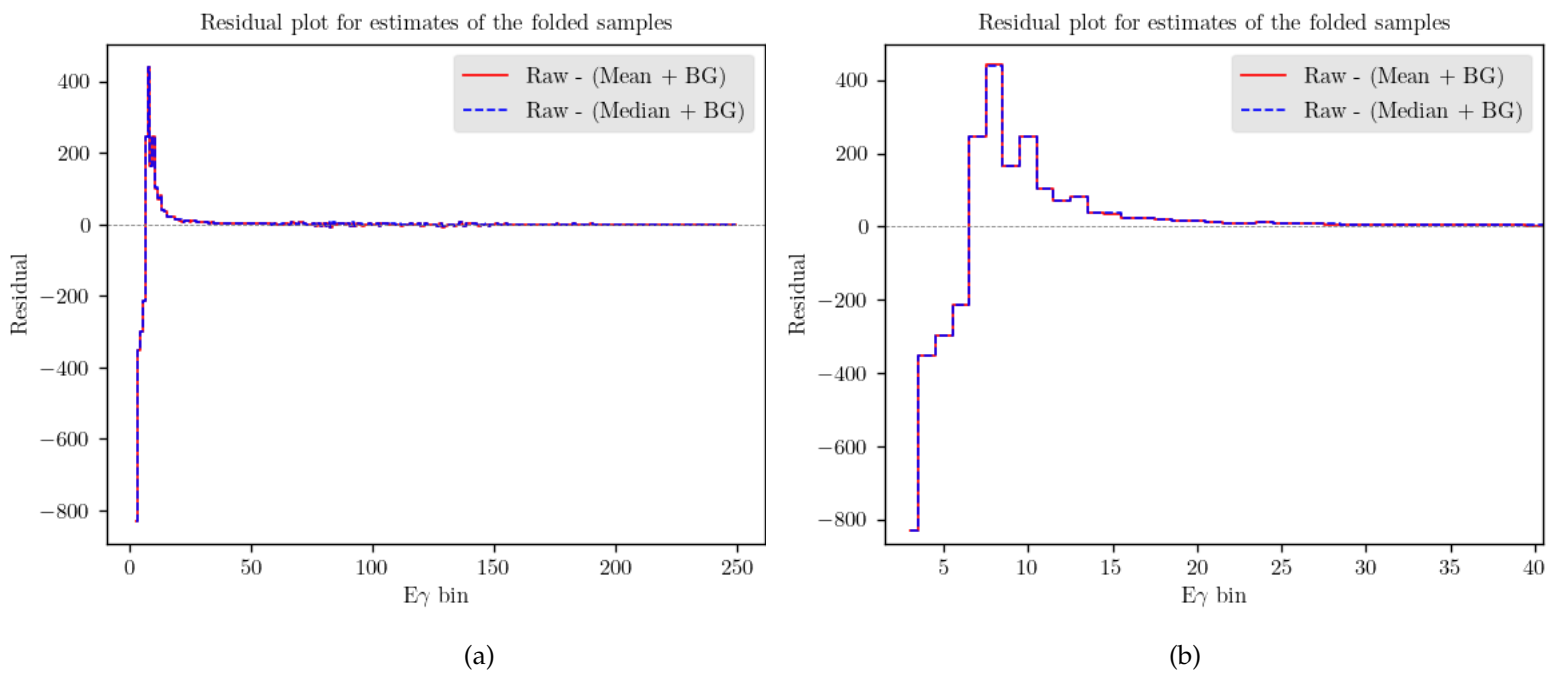 Residual plot for estimates of the folded samples
Raw - (Mean + BG)
Raw - (Median + BG)
400
200
0
−200
−400
−600
−800
Residual
0 50 100 150 200 250
Eγ bin
(a)
Residual plot for estimates of the folded samples
Raw - (Mean + BG)
Raw - (Median + BG)
400
200
0
−200
−400
−600
−800
Residual
5 10 15 20 25 30 35 40
Eγ bin
(b)